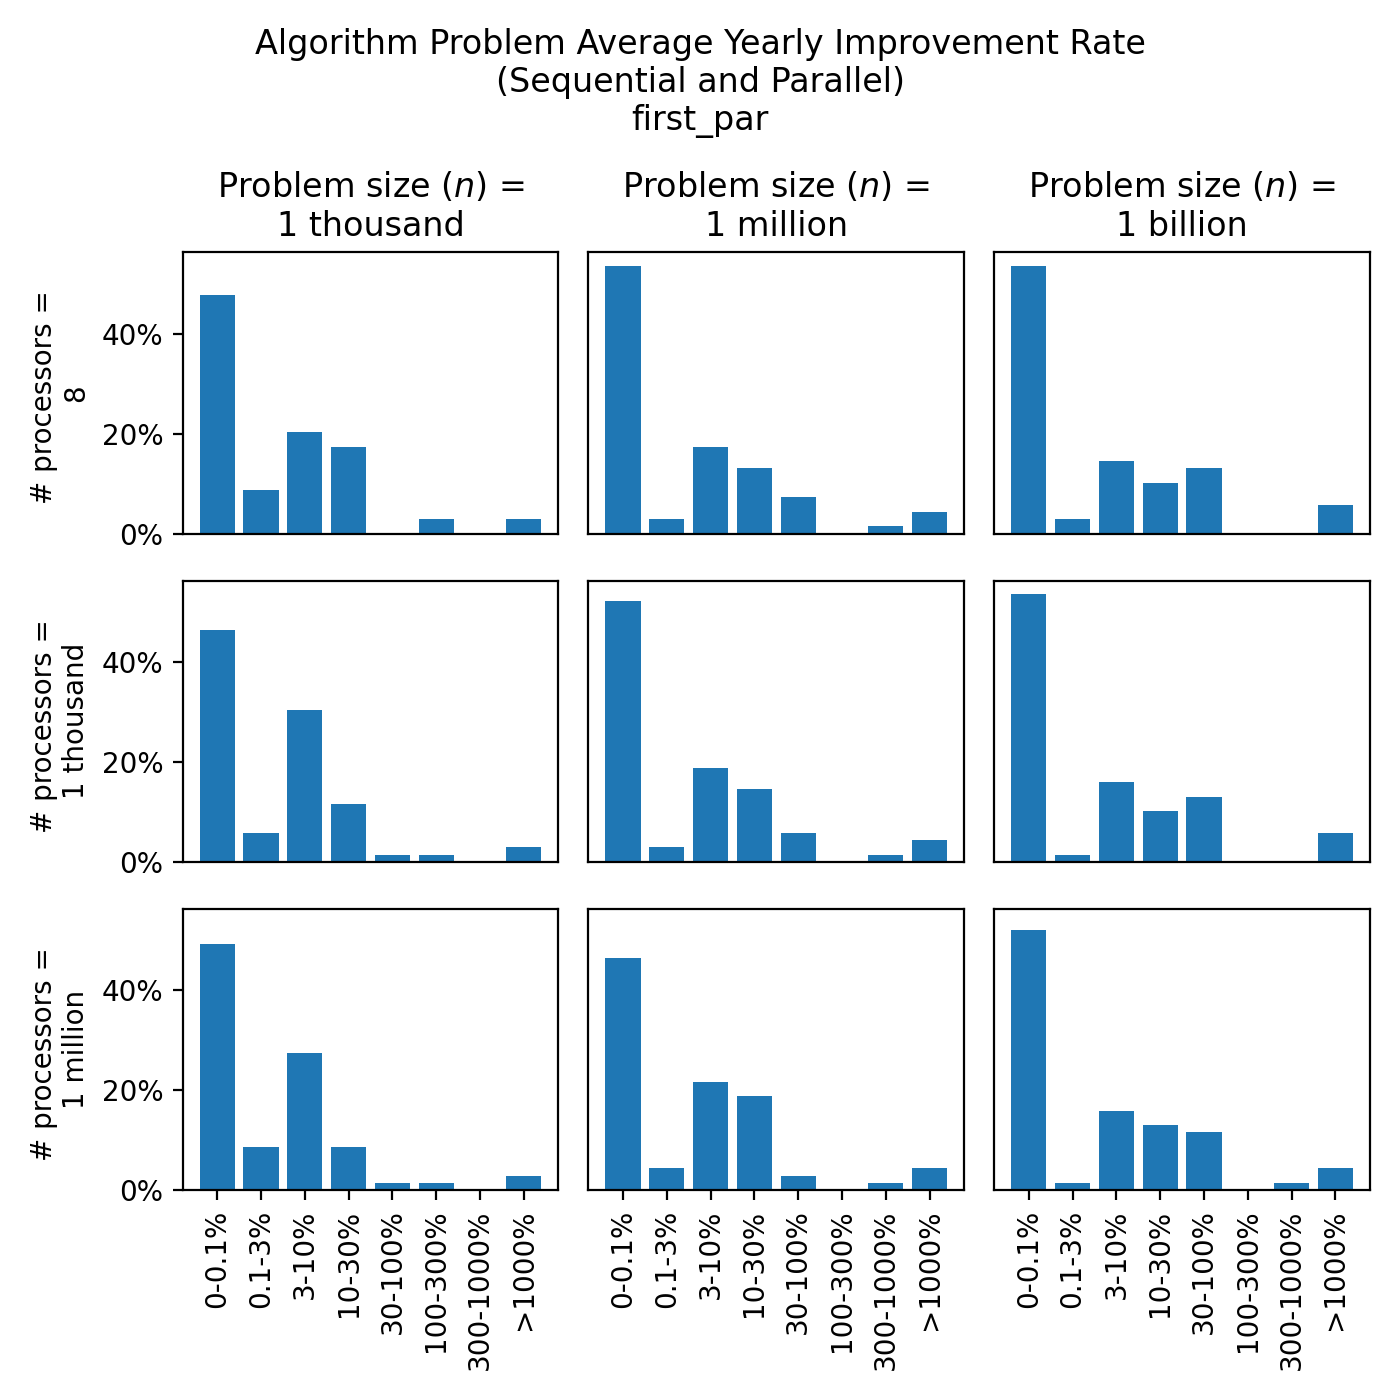 Algorithm Problem Average Yearly Improvement Rate
(Sequential and Parallel)
first_par
Problem size (n) =
1 thousand
Problem size (n) =
1 million
Problem size (n) =
1 billion
# processors =
8
40%
20%
0%
# processors =
1 thousand
40%
20%
0%
# processors =
1 million
40%
20%
0%
0-0.1%
0.1-3%
3-10%
10-30%
30-100%
100-300%
300-1000%
>1000%
0-0.1%
0.1-3%
3-10%
10-30%
30-100%
100-300%
300-1000%
>1000%
0-0.1%
0.1-3%
3-10%
10-30%
30-100%
100-300%
300-1000%
>1000%